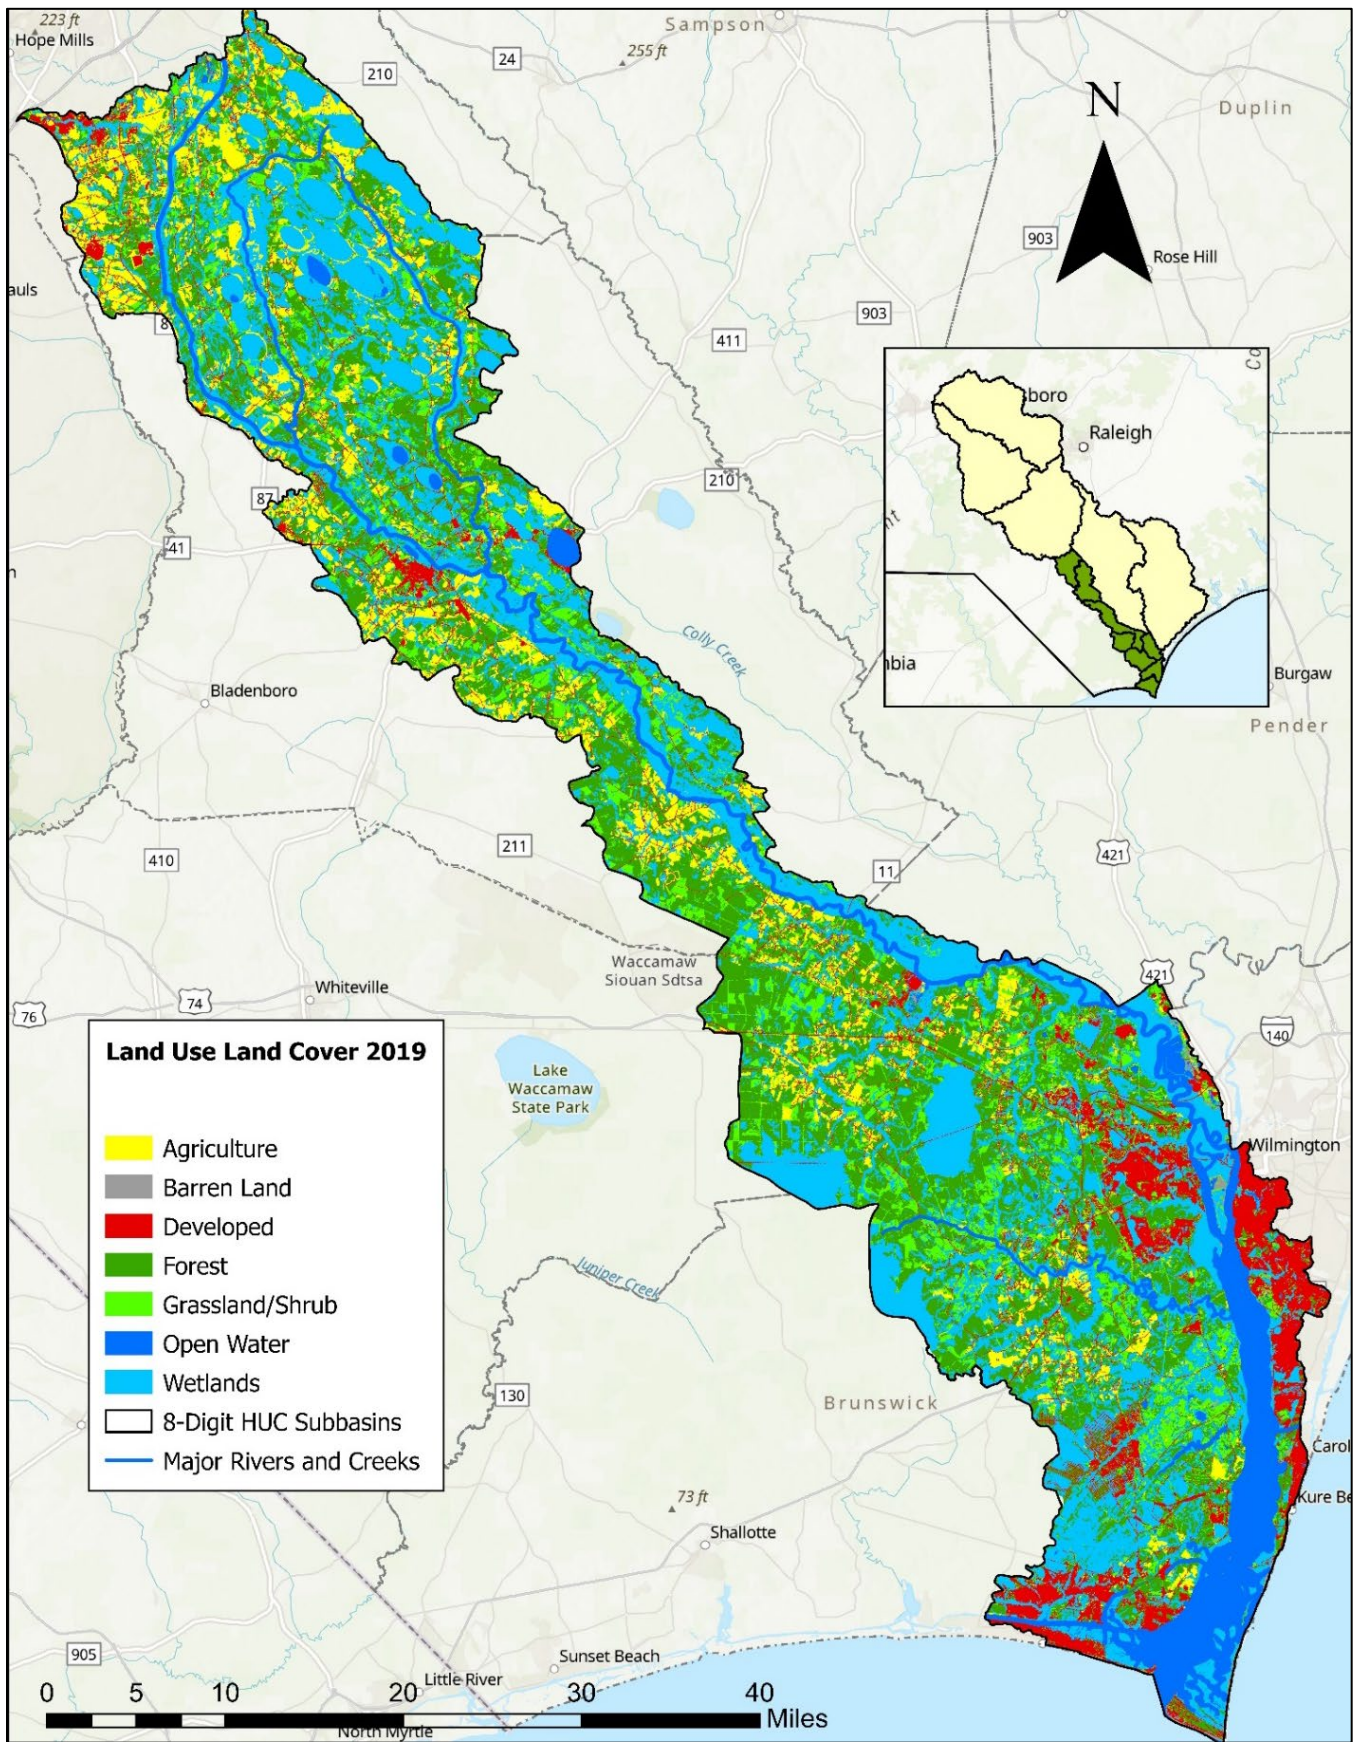 223 ft
Hope Mills
Sampson
24
255 ft
210
N
Duplin
903
Rose Hill
auls
8
903
411
Co
boro
Raleigh
nt
nbia
87
210
41
n
Colly Creek
Burgaw
Bladenboro
Pender
211
421
410
11
Waccamaw
Siouan Sdtsa
421
Whiteville
74
76
140
Land Use Land Cover 2019
Lake
Waccamaw
State Park
Wilmington
Agriculture
Barren Land
Developed
Forest
Grassland/Shrub
Open Water
Wetlands
8-Digit HUC Subbasins
Major Rivers and Creeks
Juniper Creek
130
Brunswick
Carol
73 ft
Kure Be
Shallotte
905
Sunset Beach
Little River
0 5 10 20 30 40
Miles
North Myrtle